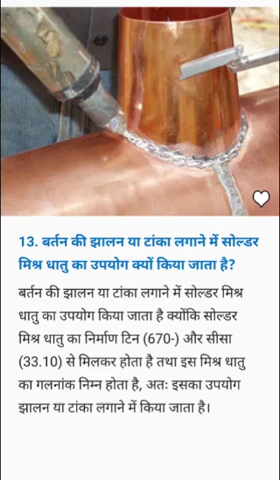 13. बर्तन की झालन या टांका लगाने में सोल्डर
मिश्र धातु का उपयोग क्यों किया जाता है?
बर्तन की झालन या टांका लगाने में सोल्डर मिश्र
धातु का उपयोग किया जाता है क्योंकि सोल्डर
मिश्र धातु का निर्माण टिन (670-) और सीसा
(33.10) से मिलकर होता है तथा इस मिश्र धातु
का गलनांक निम्न होता है, अतः इसका उपयोग
झालन या टांका लगाने में किया जाता है।